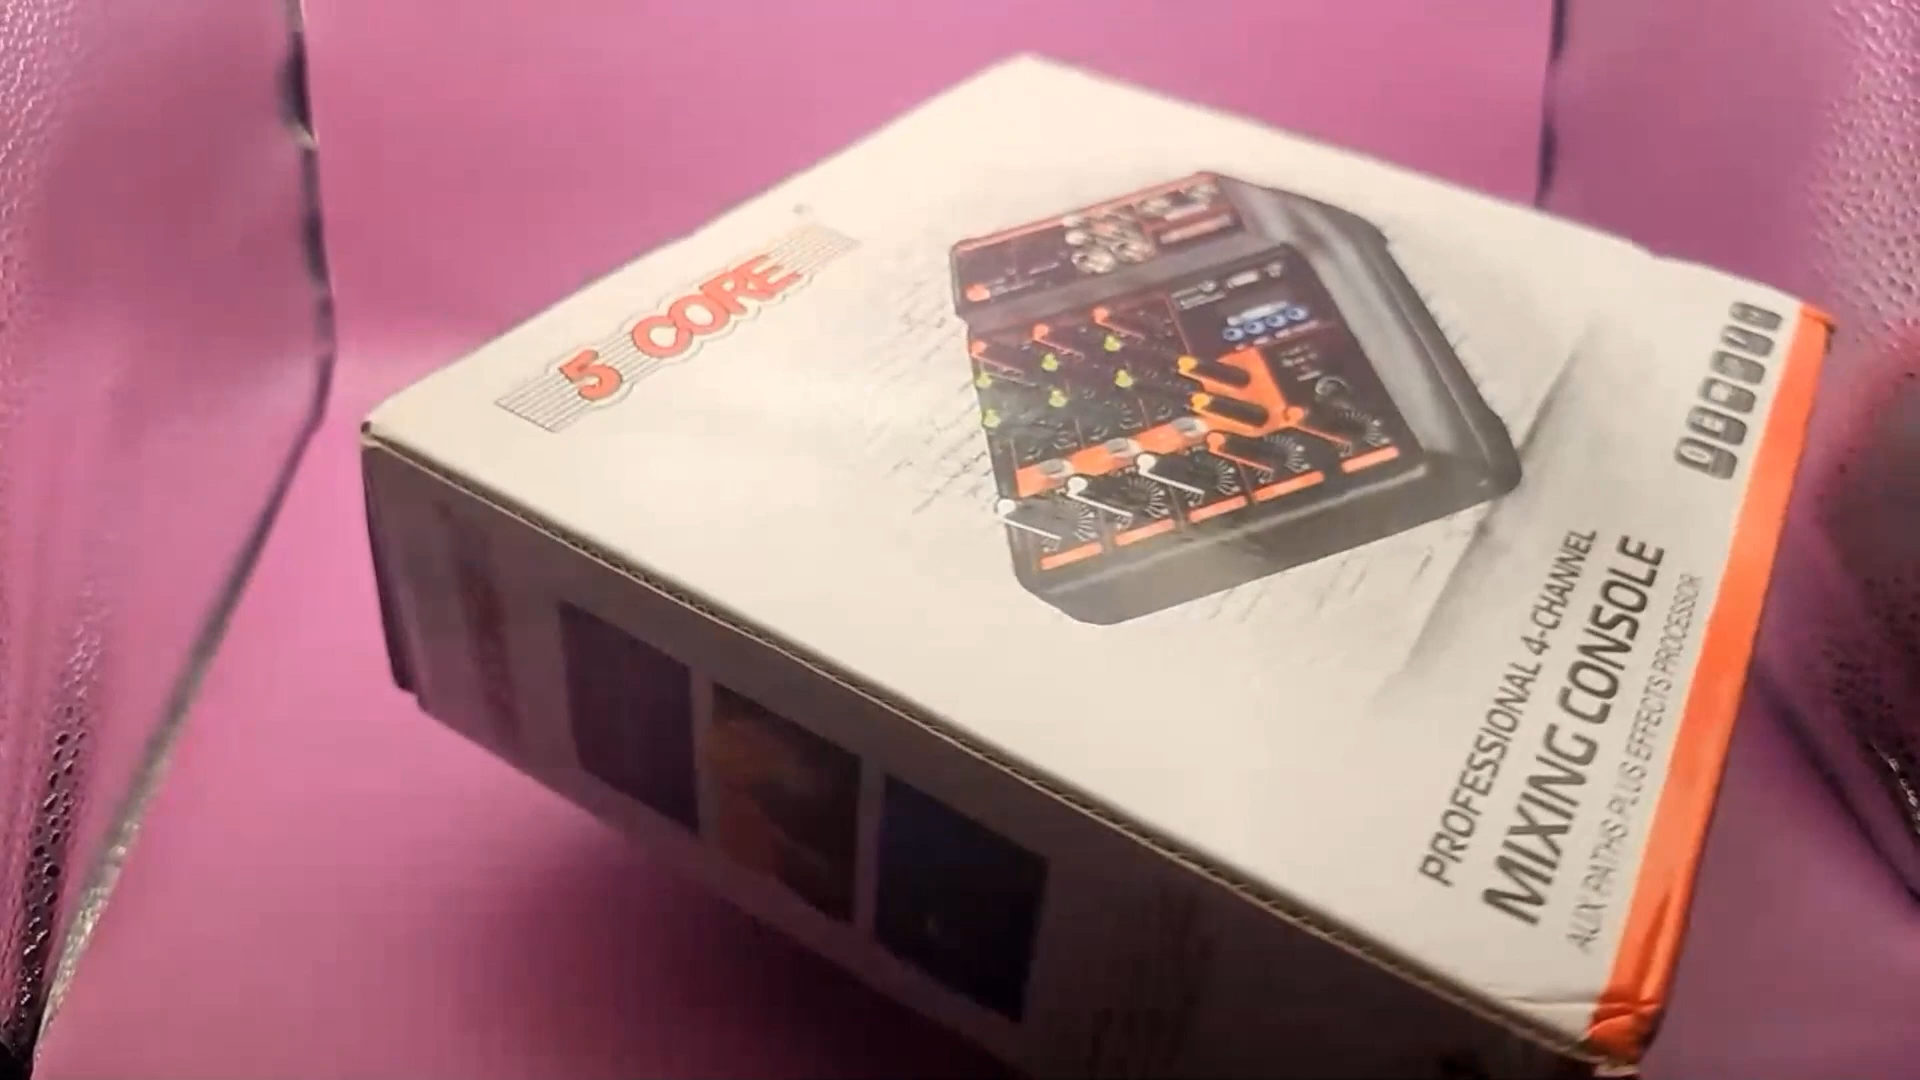 5 CORE
PROFESSIONAL 4-CHANNEL
MIXING CONSOLE
AUX PATHS PLUS EFFECTS PROCESSOR